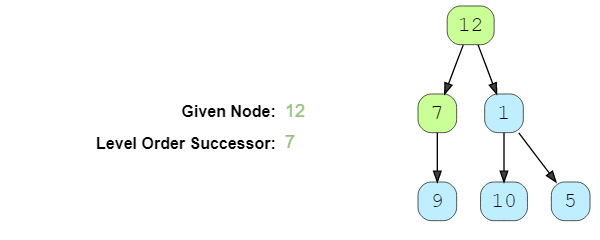 12
Given Node: 12
7 1
Level Order Successor: 7
9 10 5